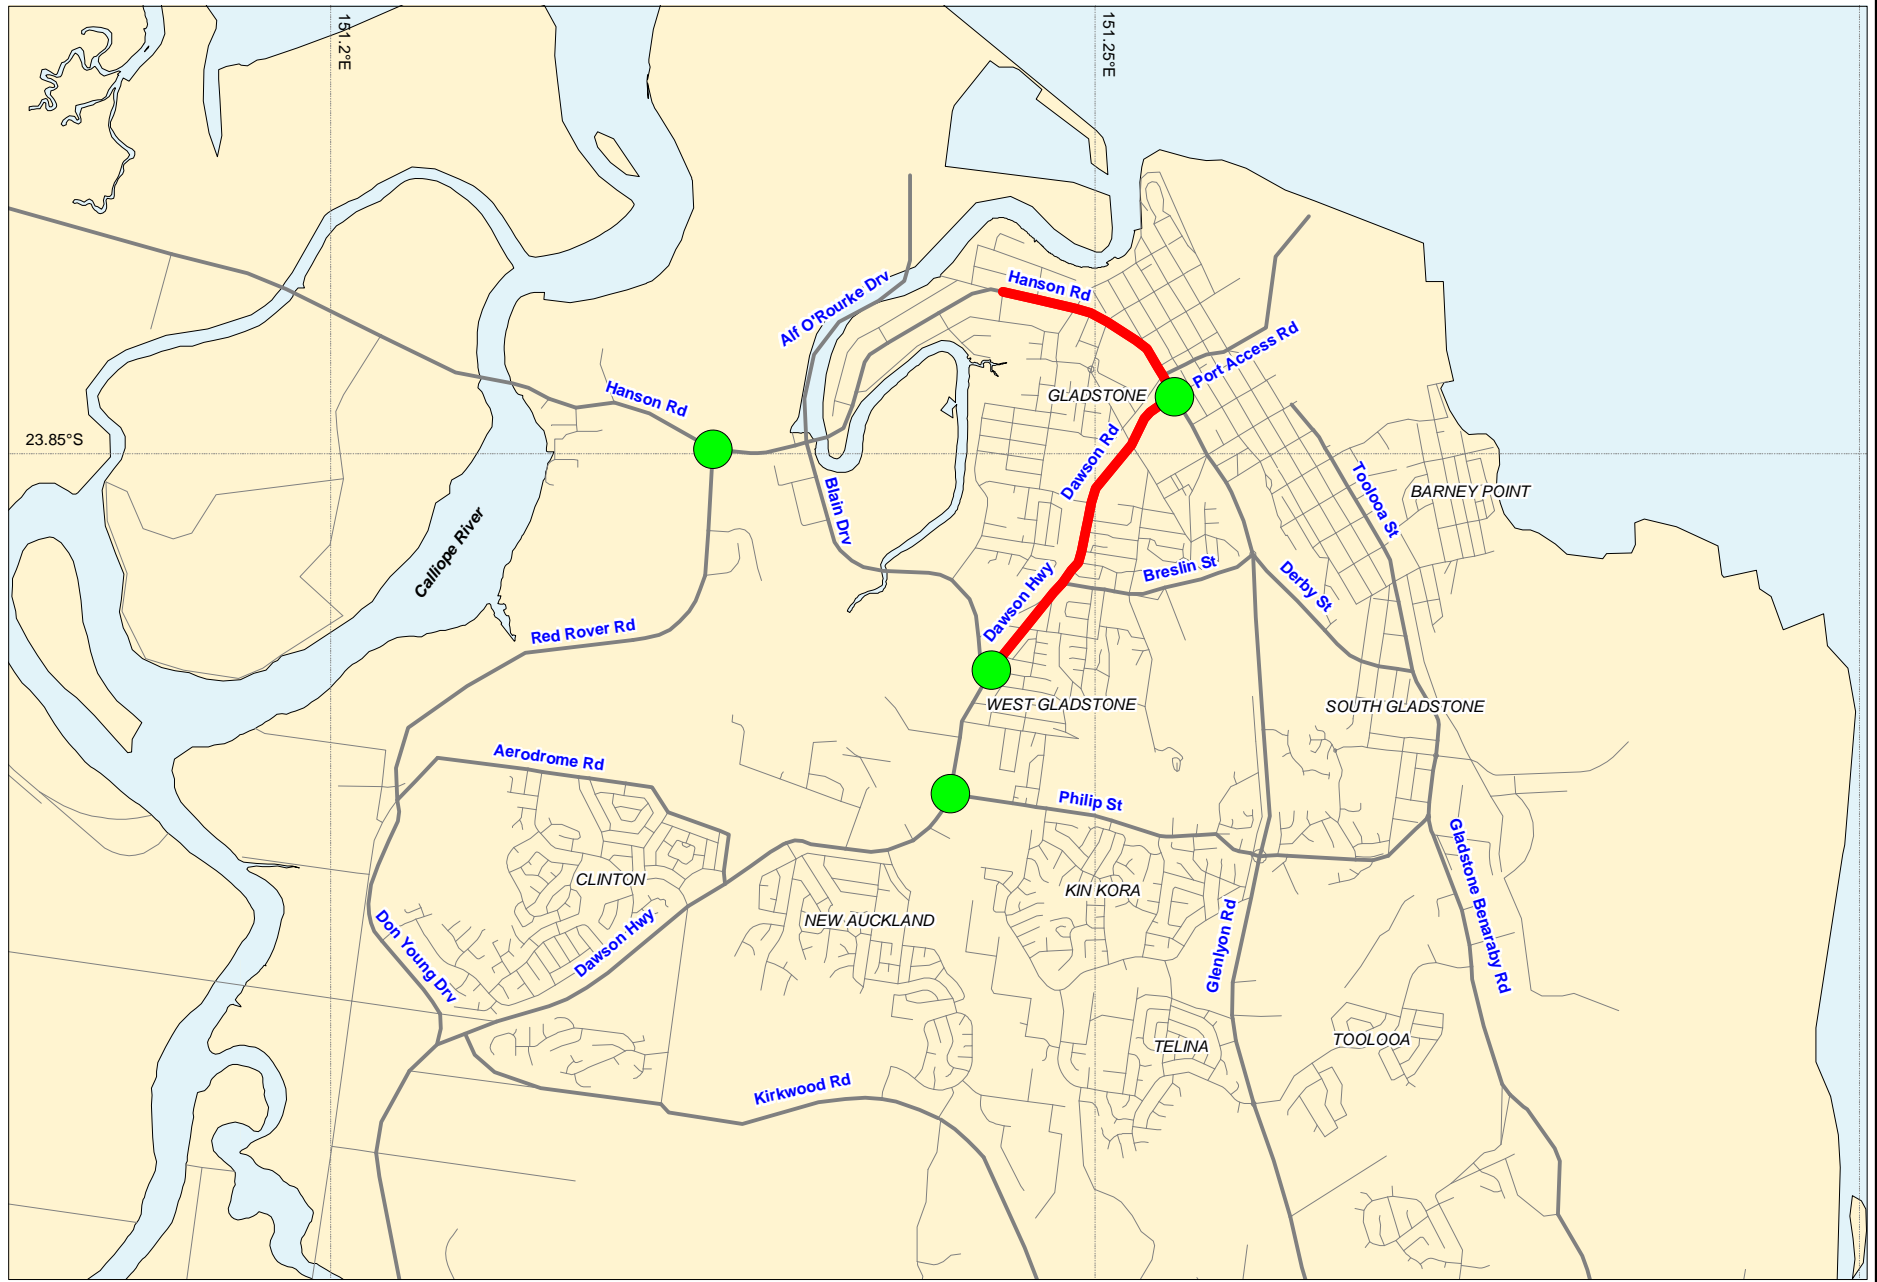 151.2°E
151.25°E
Hanson Rd
Alf O'Rourke Drv
Port Access Rd
Hanson Rd
GLADSTONE
23.85°S
Dawson Rd
Toolooa St
BARNEY POINT
Blain Drv
Calliope River
Breslin St
Derby St
Dawson Hwy
Red Rover Rd
WEST GLADSTONE
SOUTH GLADSTONE
Aerodrome Rd
Philip St
CLINTON
KIN KORA
Gladstone Benaraby Rd
NEW AUCKLAND
Dawson Hwy
Don Young Drv
Glenlyon Rd
TOOLOOA
TELINA
Kirkwood Rd